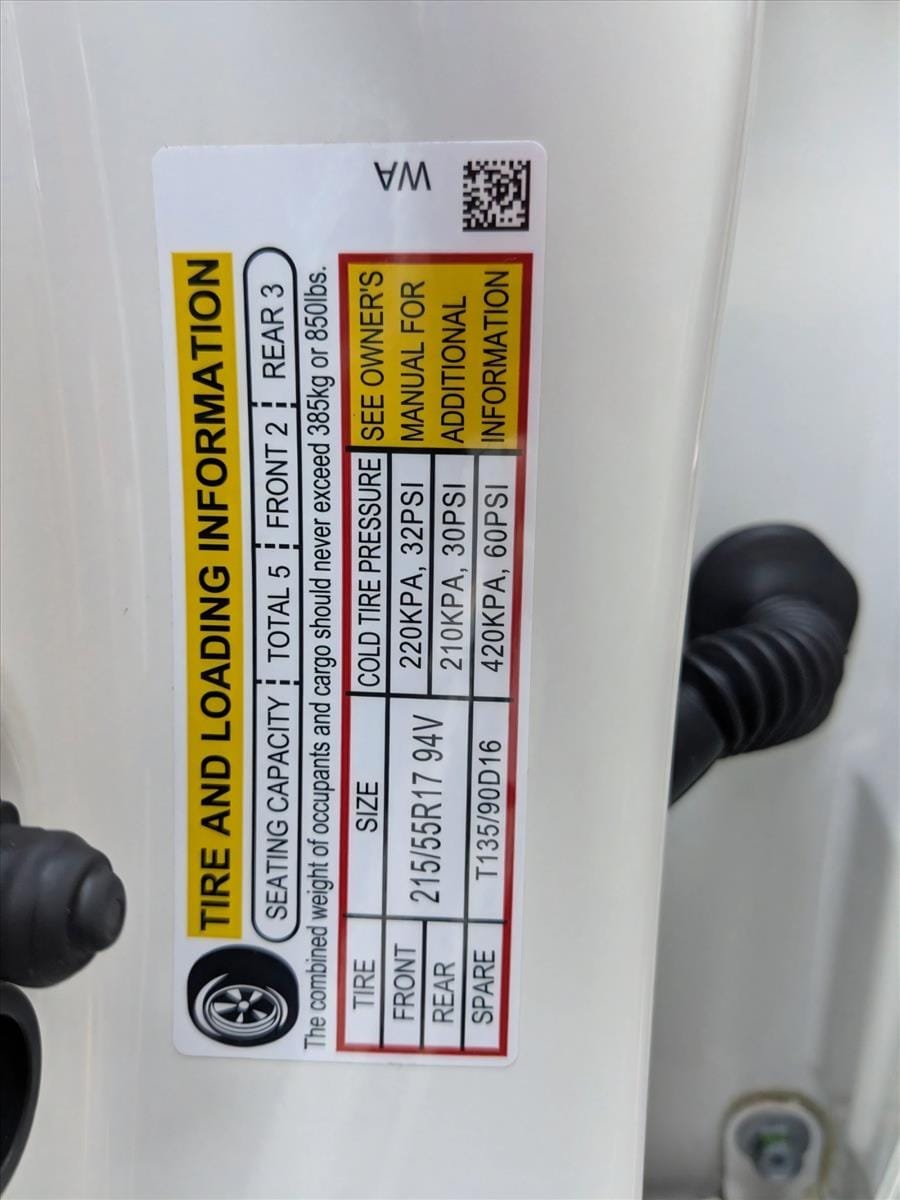 TIRE AND LOADING INFORMATION
SEATING CAPACITY TOTAL 5 FRONT 2 REAR 3
The combined weight of occupants and cargo should never exceed 385kg or 850lbs.
TIRE SIZE COLD TIRE PRESSURE SEE OWNER'S
FRONT 215/55R17 94V 220KPA, 32PSI MANUAL FOR
REAR 210KPA, 30PSI ADDITIONAL
SPARE T135/90D16 420KPA, 60PSI INFORMATION
WA